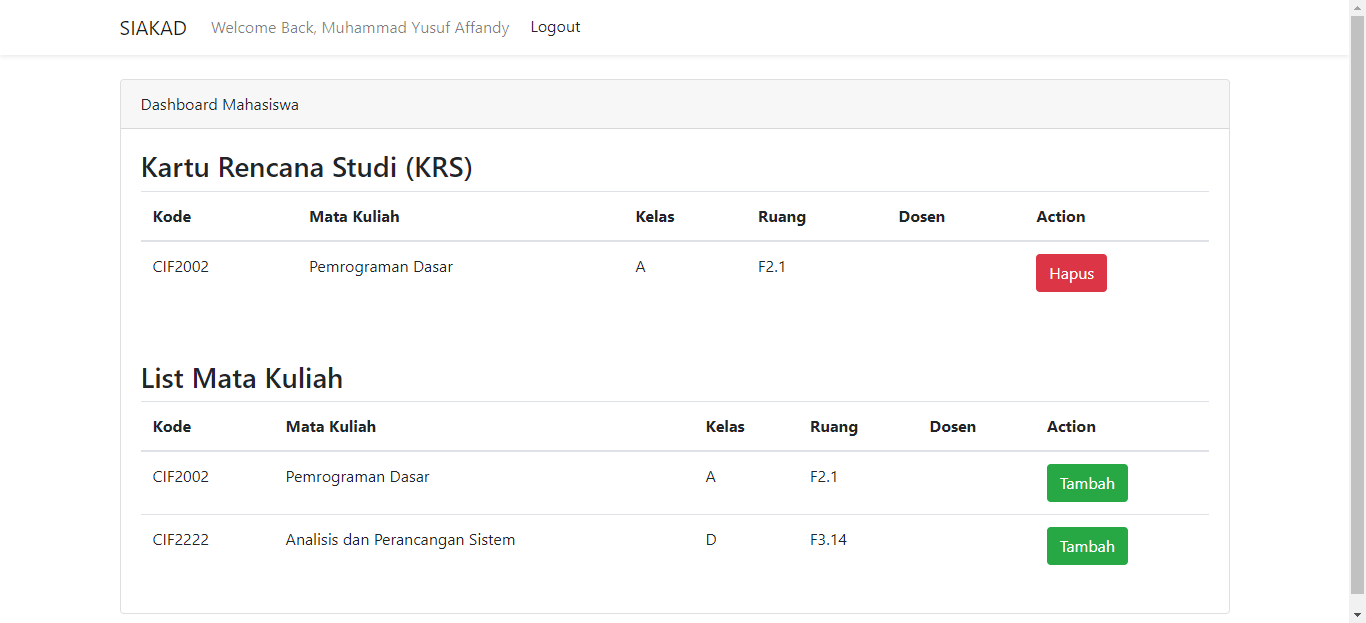 SIAKAD Welcome Back, Muhammad Yusuf Affandy Logout
Dashboard Mahasiswa
Kartu Rencana Studi (KRS)
Kode Mata Kuliah Kelas Ruang Dosen Action
CIF2002 Pemrograman Dasar A F2.1 Hapus
List Mata Kuliah
Kode Mata Kuliah Kelas Ruang Dosen Action
CIF2002 Pemrograman Dasar A F2.1 Tambah
CIF2222 Analisis dan Perancangan Sistem D F3.14 Tambah